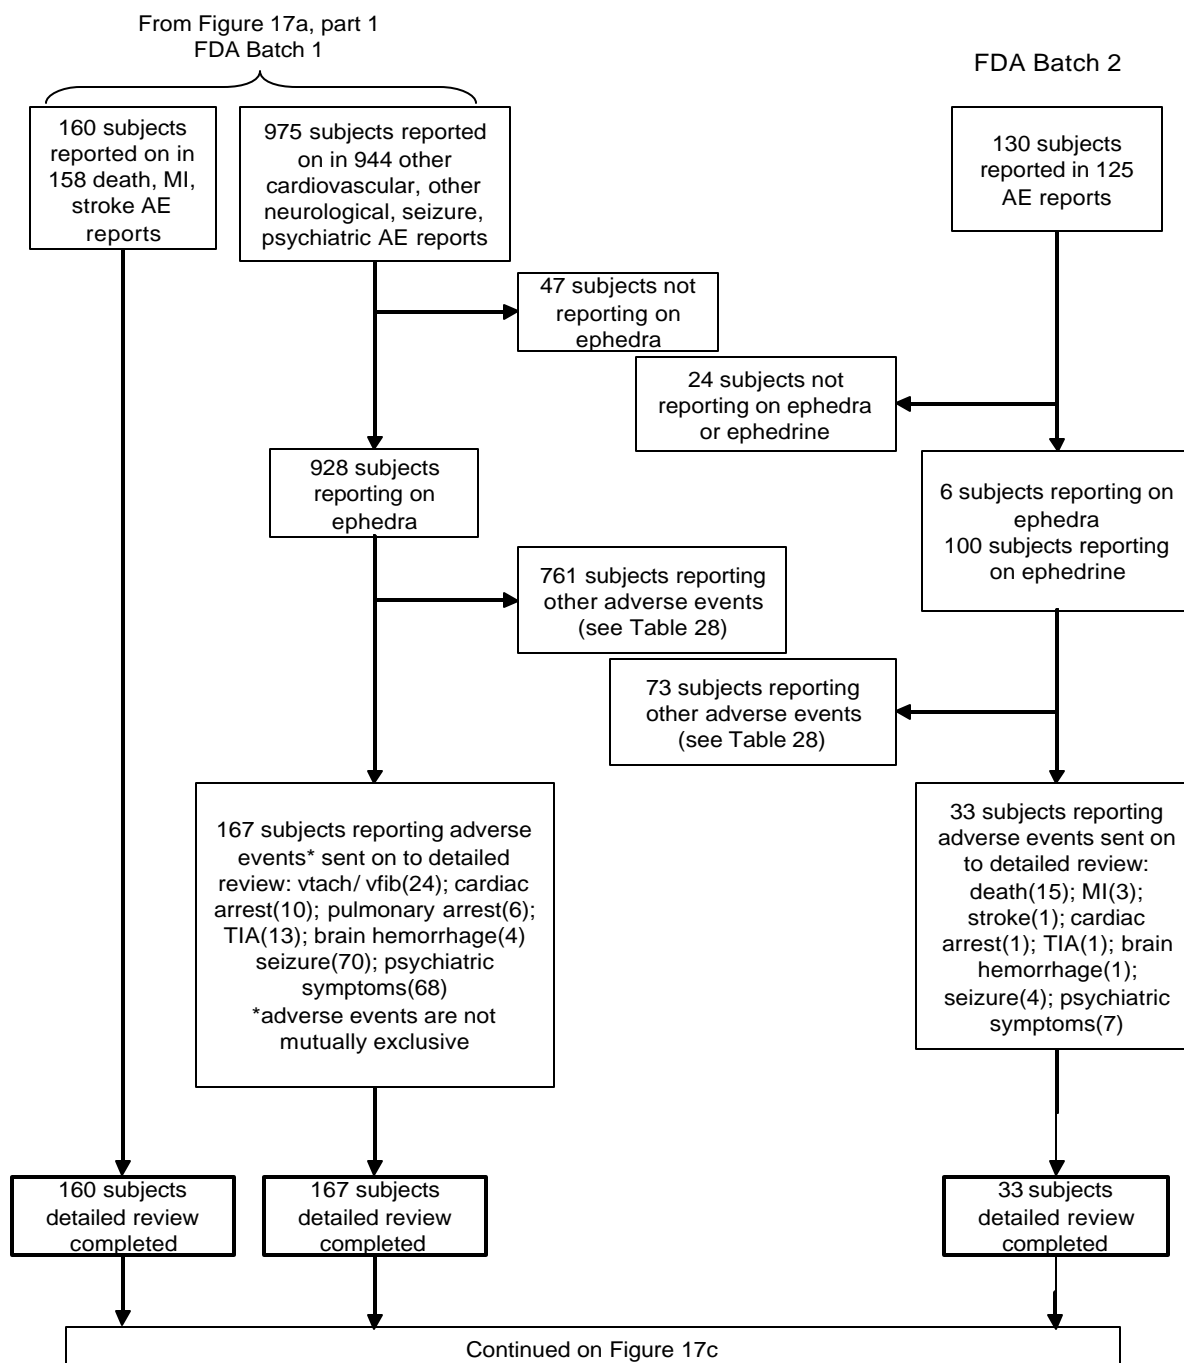 From Figure 17a, part 1
FDA Batch 1
FDA Batch 2
160 subjects
reported on in
158 death, MI,
stroke AE
reports
975 subjects reported
on in 944 other
cardiovascular, other
neurological, seizure,
psychiatric AE reports
130 subjects
reported in 125
AE reports
47 subjects not
reporting on
ephedra
24 subjects not
reporting on ephedra
or ephedrine
928 subjects
reporting on
ephedra
6 subjects reporting on
ephedra
100 subjects reporting
on ephedrine
761 subjects reporting
other adverse events
(see Table 28)
73 subjects reporting
other adverse events
(see Table 28)
167 subjects reporting adverse
events* sent on to detailed
review: vtach/ vfib(24); cardiac
arrest(10); pulmonary arrest(6);
TIA(13); brain hemorrhage(4)
seizure(70); psychiatric
symptoms(68)
*adverse events are not
mutually exclusive
33 subjects reporting
adverse events sent on
to detailed review:
death(15); MI(3);
stroke(1); cardiac
arrest(1); TIA(1); brain
hemorrhage(1);
seizure(4); psychiatric
symptoms(7)
160 subjects
detailed review
completed
167 subjects
detailed review
completed
33 subjects
detailed review
completed
Continued on Figure 17c